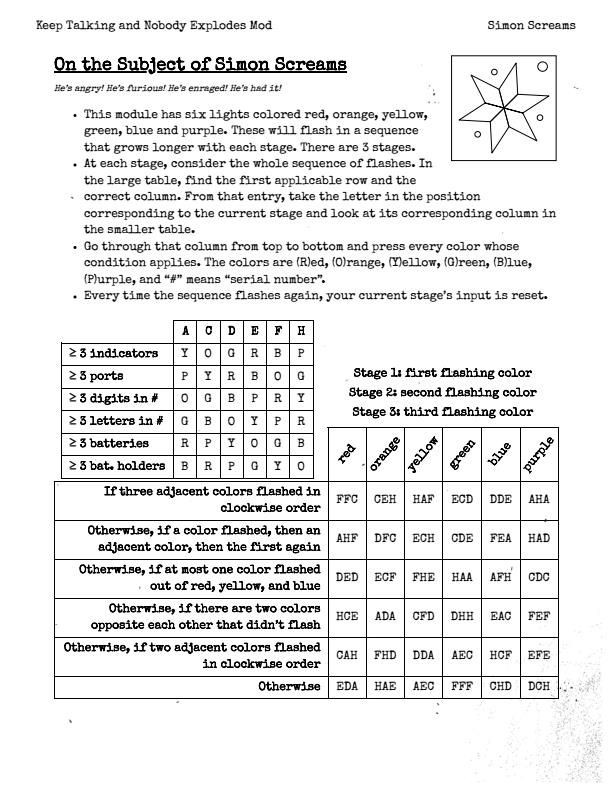 Keep Talking and Nobody Explodes Mod Simon Screams
On the Subject of Simon Screams
He's angry! He's furious! He's enraged! He's had it!
• This module has six lights colored red, orange, yellow,
green, blue and purple. These will flash in a sequence
that grows longer with each stage. There are 3 stages.
• At each stage, consider the whole sequence of flashes. In
the large table, find the first applicable row and the
correct column. From that entry, take the letter in the position
corresponding to the current stage and look at its corresponding column in
the smaller table.
• Go through that column from top to bottom and press every color whose
condition applies. The colors are (R)ed, (O)range, (Y)ellow, (G)reen, (B)lue,
(P)urple, and "#" means "serial number".
• Every time the sequence flashes again, your current stage's input is reset.
A C D E F H
≥ 3 indicators Y O G R B P
≥ 3 ports P Y R B O G
≥ 3 digits in # O G B P R Y
≥ 3 letters in # G B O Y P R
≥ 3 batteries R P Y O G B
≥ 3 bat. holders B R P G Y O
Stage 1: first flashing color
Stage 2: second flashing color
Stage 3: third flashing color
red orange yellow green blue purple
If three adjacent colors flashed in
clockwise order FFC CEH HAF ECD DDE AHA
Otherwise, if a color flashed, then an
adjacent color, then the first again AHF DFC ECH CDE FEA HAD
Otherwise, if at most one color flashed
out of red, yellow, and blue DED ECF FHE HAA AFH CDC
Otherwise, if there are two colors
opposite each other that didn't flash HCE ADA CFD DHH EAC FEF
Otherwise, if two adjacent colors flashed
in clockwise order CAH FHD DDA AEC HCF EFE
Otherwise EDA HAE AEC FFF CHD DCH